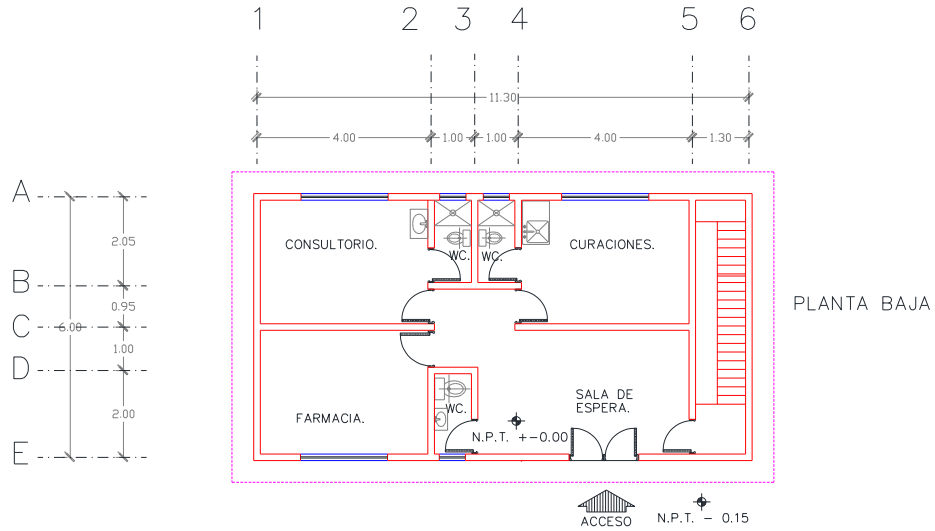 1 2 3 4 5 6
11.30
4.00 1.00 1.00 4.00 1.30
A
2.05
CONSULTORIO. WC. WC. CURACIONES.
B
0.95
PLANTA BAJA
C
6.00
1.00
D
2.00
FARMACIA. WC. SALA DE
ESPERA.
N.P.T. +-0.00
E
ACCESO N.P.T. - 0.15